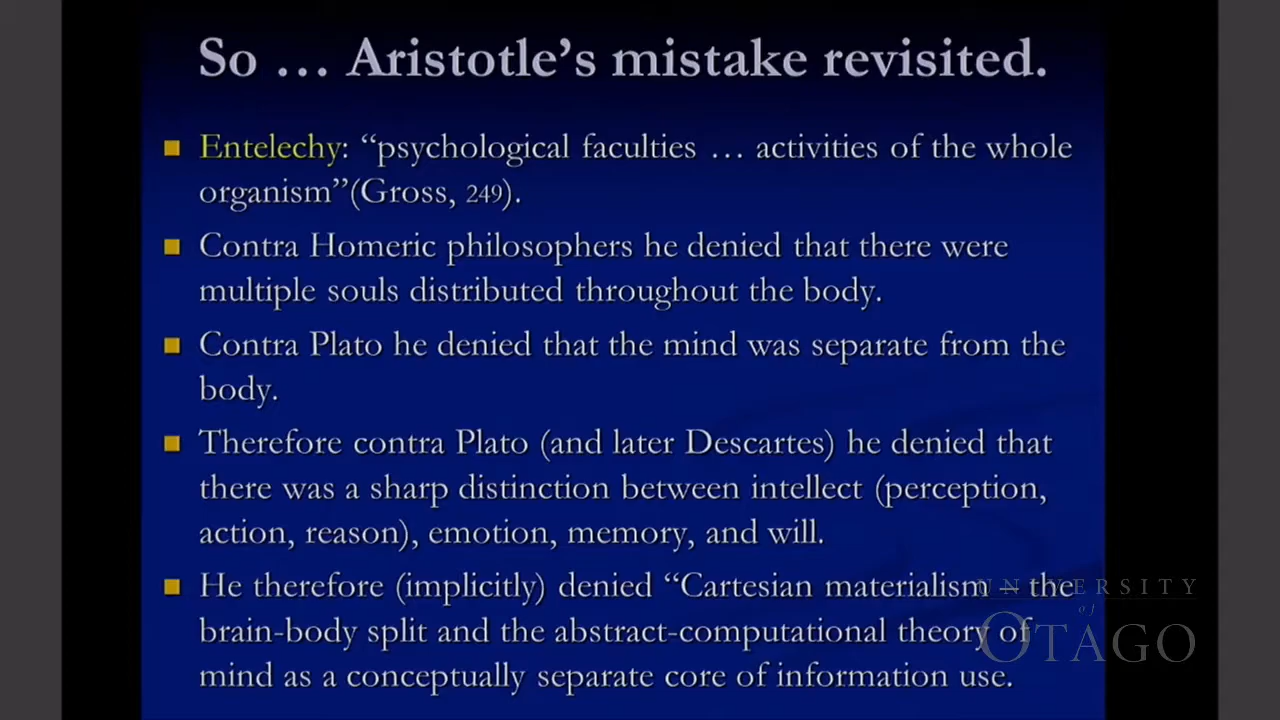 So … Aristotle’s mistake revisited.
Entelechy: “psychological faculties … activities of the whole
organism”(Gross, 249).
Contra Homeric philosophers he denied that there were
multiple souls distributed throughout the body.
Contra Plato he denied that the mind was separate from the
body.
Therefore contra Plato (and later Descartes) he denied that
there was a sharp distinction between intellect (perception,
action, reason), emotion, memory, and will.
He therefore (implicitly) denied “Cartesian materialism – the
brain-body split and the abstract-computational theory of
mind as a conceptually separate core of information use.
UNIVERSITY
of
OTAGO